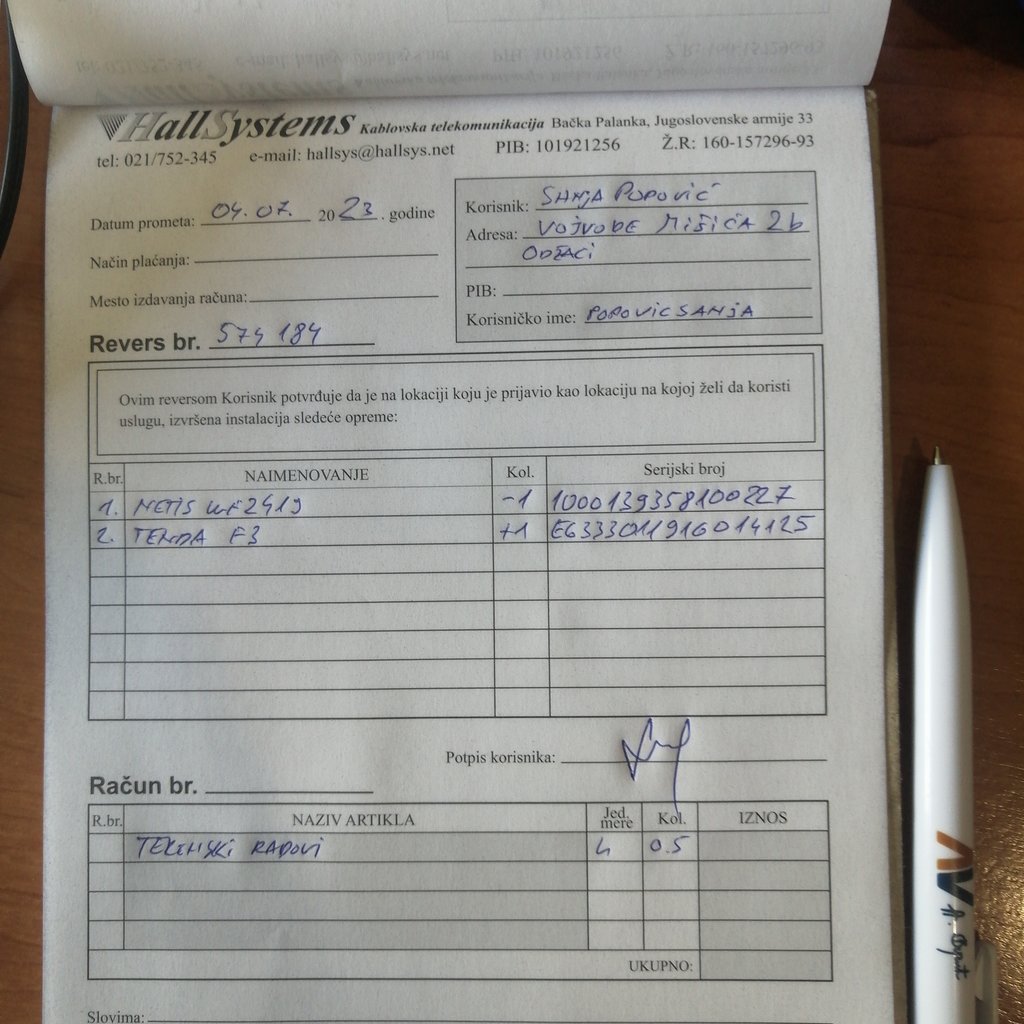 HallSystems Kablovska telekomunikacija Bačka Palanka, Jugoslovenske armije 33
tel: 021/752-345 e-mail: hallsys@hallsys.net PIB: 101921256 Ž.R: 160-157296-93
Datum prometa: 04.07. 2023. godine
Način plaćanja:
Mesto izdavanja računa:
Revers br. 574 184
Korisnik: SANJA POPOVIĆ
Adresa: VOJVODE MIŠIĆA 2b
ODŽACI
PIB:
Korisničko ime: POPOVICSANJA
Ovim reversom Korisnik potvrđuje da je na lokaciji koju je prijavio kao lokaciju na kojoj želi da koristi
uslugu, izvršena instalacija sledeće opreme:
R.br. NAIMENOVANJE Kol. Serijski broj
1. NETIS WF2419 -1 1000139358100227
2. TENDA F3 +1 E6333011916014125
Potpis korisnika:
Račun br.
R.br. NAZIV ARTIKLA Jed. mere Kol. IZNOS
TEHNIČKI RADOVI h 0.5
UKUPNO:
Slovima:
AV